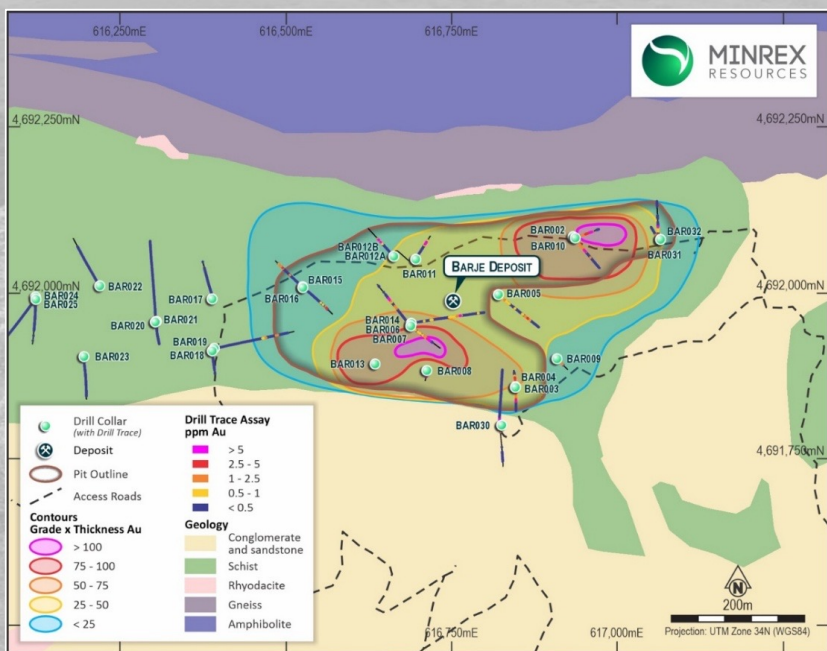 616,250mE
616,500mE
616,750mE
MINREX
RESOURCES
4,692,250mN
4,692,250mN
BAR002
BAR010
BAR032
BAR031
BAR012B
BAR012A
BAR011
BARJE DEPOSIT
BAR022
BAR015
BAR016
4,692,000mN
4,692,000mN
BAR024
BAR025
BAR017
BAR005
BAR020
BAR021
BAR014
BAR006
BAR007
BAR019
BAR018
BAR023
BAR013
BAR008
BAR009
BAR004
BAR003
BAR030
4,691,750mN
Drill Collar
(with Drill Trace)
Deposit
Pit Outline
Access Roads
Contours
Grade x Thickness Au
> 100
75 - 100
50 - 75
25 - 50
< 25
Drill Trace Assay
ppm Au
> 5
2.5 - 5
1 - 2.5
0.5 - 1
< 0.5
Geology
Conglomerate
and sandstone
Schist
Rhyodacite
Gneiss
Amphibolite
N
200m
Projection: UTM Zone 34N (WGS84)
616,750mE
617,000mE